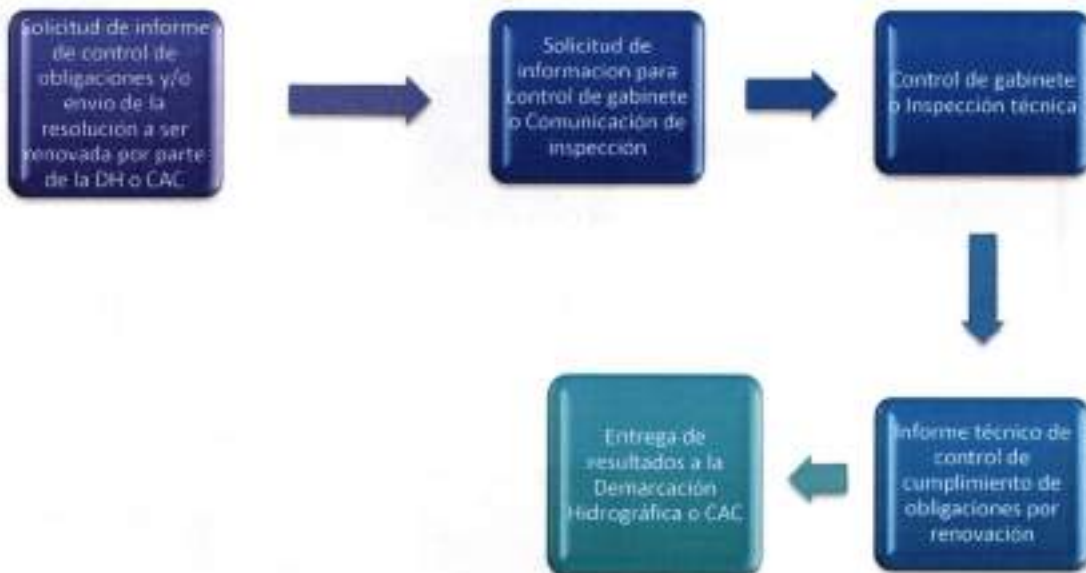 Solicitud de informe
de control de
obligaciones y/o
envio de la
resolución a ser
renovada por parte
de la DH o CAC
Solicitud de
informacion para
control de gabinete
o Comunicación de
inspección
Control de gabinete
o Inspección técnica
Informe técnico de
control de
cumplimiento de
obligaciones por
renovación
Entrega de
resultados a la
Demarcación
Hidrográfica o CAC